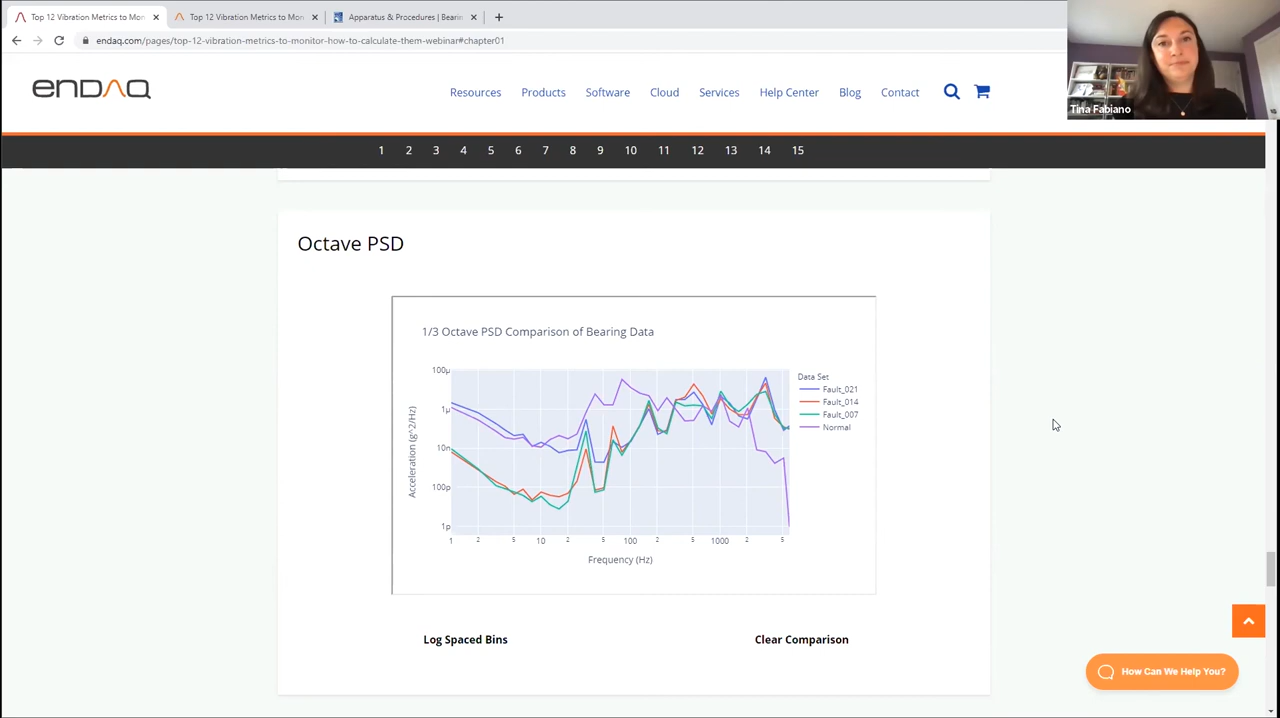 Top 12 Vibration Metrics to Mon
Top 12 Vibration Metrics to Mon
Apparatus & Procedures | Bearin
endaq.com/pages/top-12-vibration-metrics-to-monitor-how-to-calculate-them-webinar#chapter01
Tina Fabiano
enDAQ
Resources Products Software Cloud Services Help Center Blog Contact
1 2 3 4 5 6 7 8 9 10 11 12 13 14 15
Octave PSD
1/3 Octave PSD Comparison of Bearing Data
Acceleration (g^2/Hz)
100μ
1μ
10n
100p
1p
1 2 5 10 2 5 100 2 5 1000 2 5
Frequency (Hz)
Data Set
Fault_021
Fault_014
Fault_007
Normal
Log Spaced Bins
Clear Comparison
How Can We Help You?